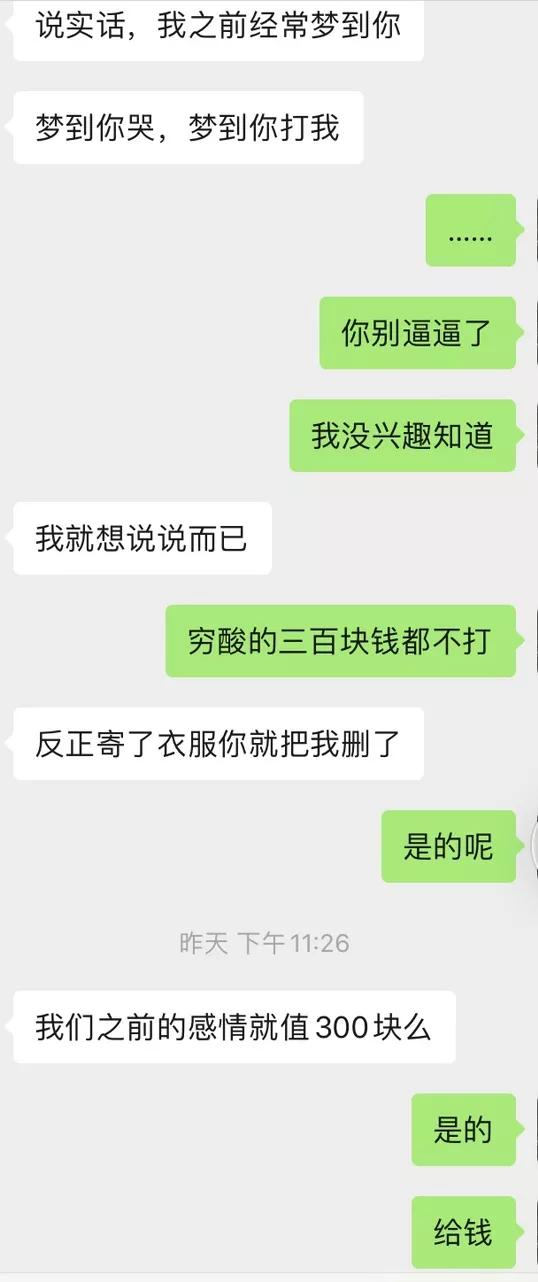 说实话，我之前经常梦到你
梦到你哭，梦到你打我
......
你别逼逼了
我没兴趣知道
我就想说说而已
穷酸的三百块钱都不打
反正寄了衣服你就把我删了
是的呢
昨天 下午11:26
我们之前的感情就值300块么
是的
给钱